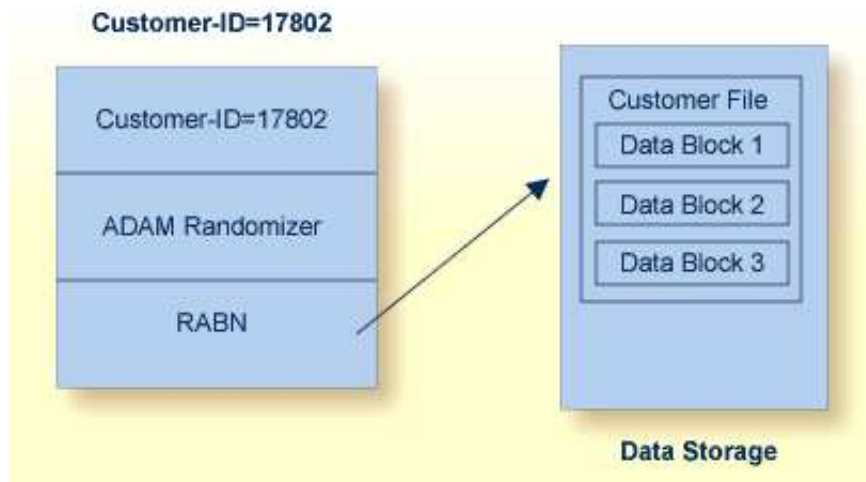 Customer-ID=17802
Customer-ID=17802
ADAM Randomizer
RABN
Customer File
Data Block 1
Data Block 2
Data Block 3
Data Storage